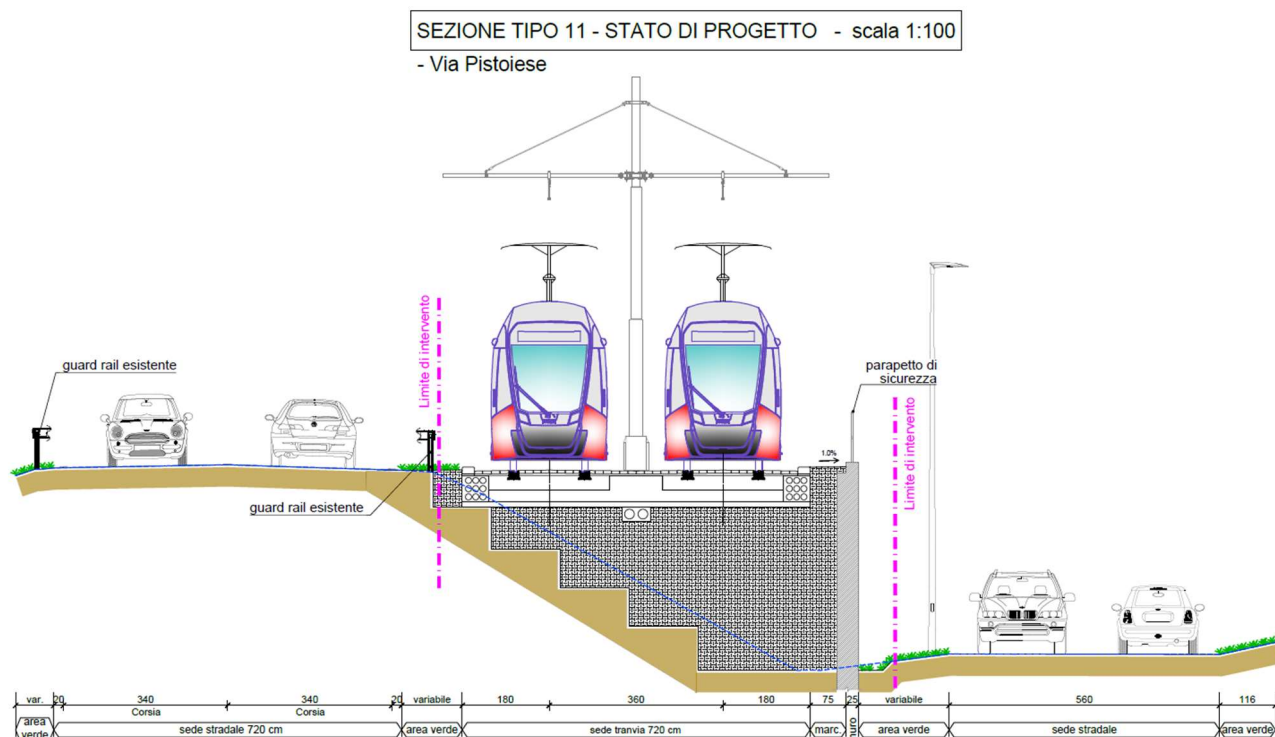 SEZIONE TIPO 11 - STATO DI PROGETTO - scala 1:100
- Via Pistoiese
Limite di intervento
guard rail esistente
parapetto di
sicurezza
Limite di intervento
1.0%
guard rail esistente
var. 20 340 340 20 variabile 180 360 180 75 25 variabile 560 116
Corsia Corsia
area
verde
sede stradale 720 cm area verde sede tranvia 720 cm marc. muro area verde sede stradale area verde